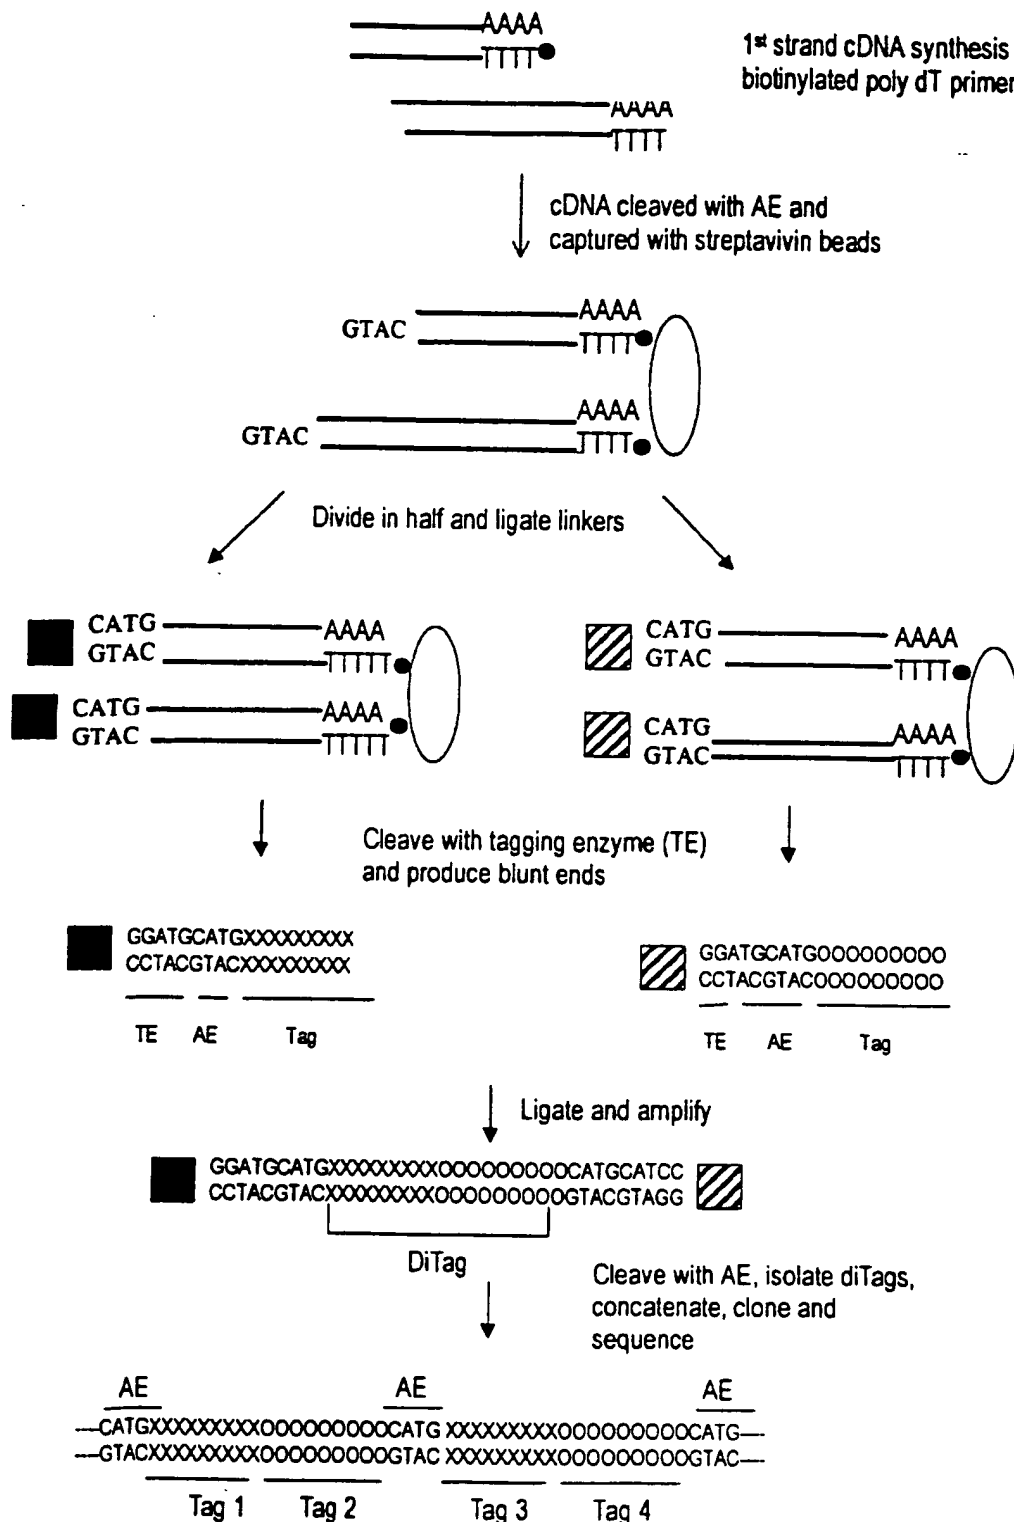 AAAA
TTTT
1st strand cDNA synthesis
biotinylated poly dT primer
AAAA
TTTT
cDNA cleaved with AE and
captured with streptavivin beads
AAAA
GTAC
TTTT
AAAA
GTAC
TTTT
Divide in half and ligate linkers
CATG AAAA
GTAC TTTTT
CATG AAAA
GTAC TTTTT
CATG AAAA
GTAC TTTT
CATG AAAA
GTAC TTTT
Cleave with tagging enzyme (TE)
and produce blunt ends
GGATGCATGXXXXXXXXX
CCTACGTACXXXXXXXXX
TE AE Tag
GGATGCATGOOOOOOOOO
CCTACGTACOOOOOOOOO
TE AE Tag
Ligate and amplify
GGATGCATGXXXXXXXXXOOOOOOOOOCATGCATCC
CCTACGTACXXXXXXXXXOOOOOOOOOGTACGTAGG
DiTag
Cleave with AE, isolate diTags,
concatenate, clone and
sequence
AE AE AE
CATGXXXXXXXXXOOOOOOOOOCATGXXXXXXXXXOOOOOOOOOCATG
GTACXXXXXXXXXOOOOOOOOOGTACXXXXXXXXXOOOOOOOOOGTAC
Tag 1 Tag 2 Tag 3 Tag 4